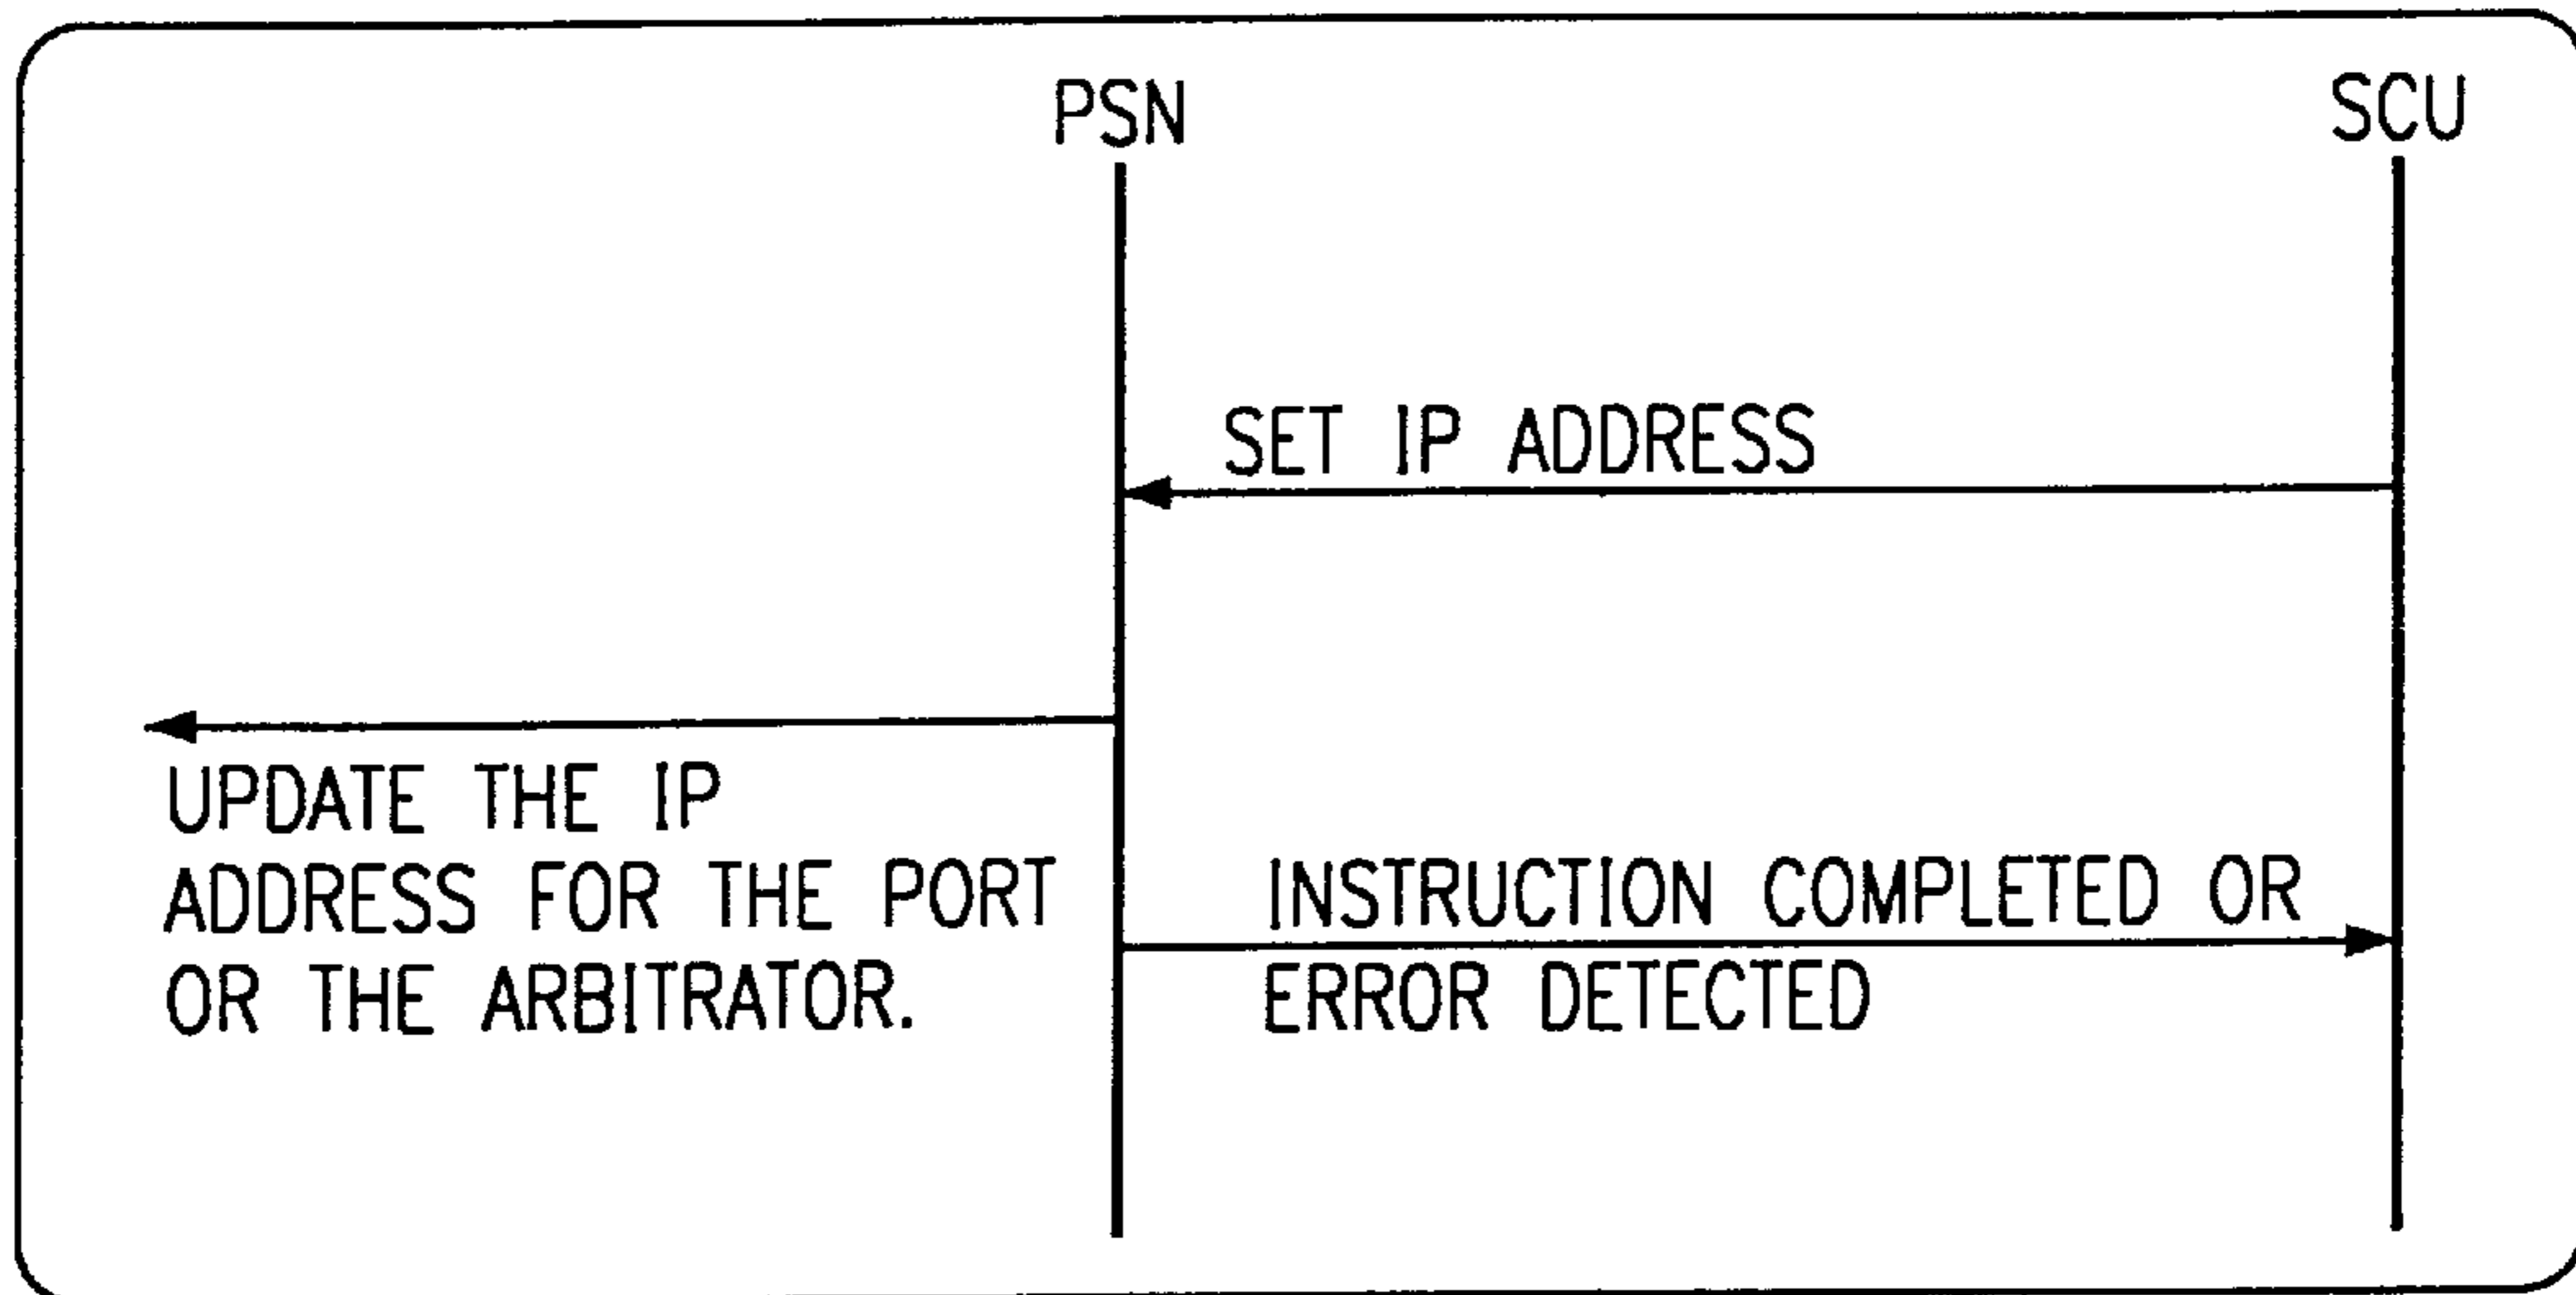 PSN
SCU
SET IP ADDRESS
UPDATE THE IP
ADDRESS FOR THE PORT
OR THE ARBITRATOR.
INSTRUCTION COMPLETED OR
ERROR DETECTED